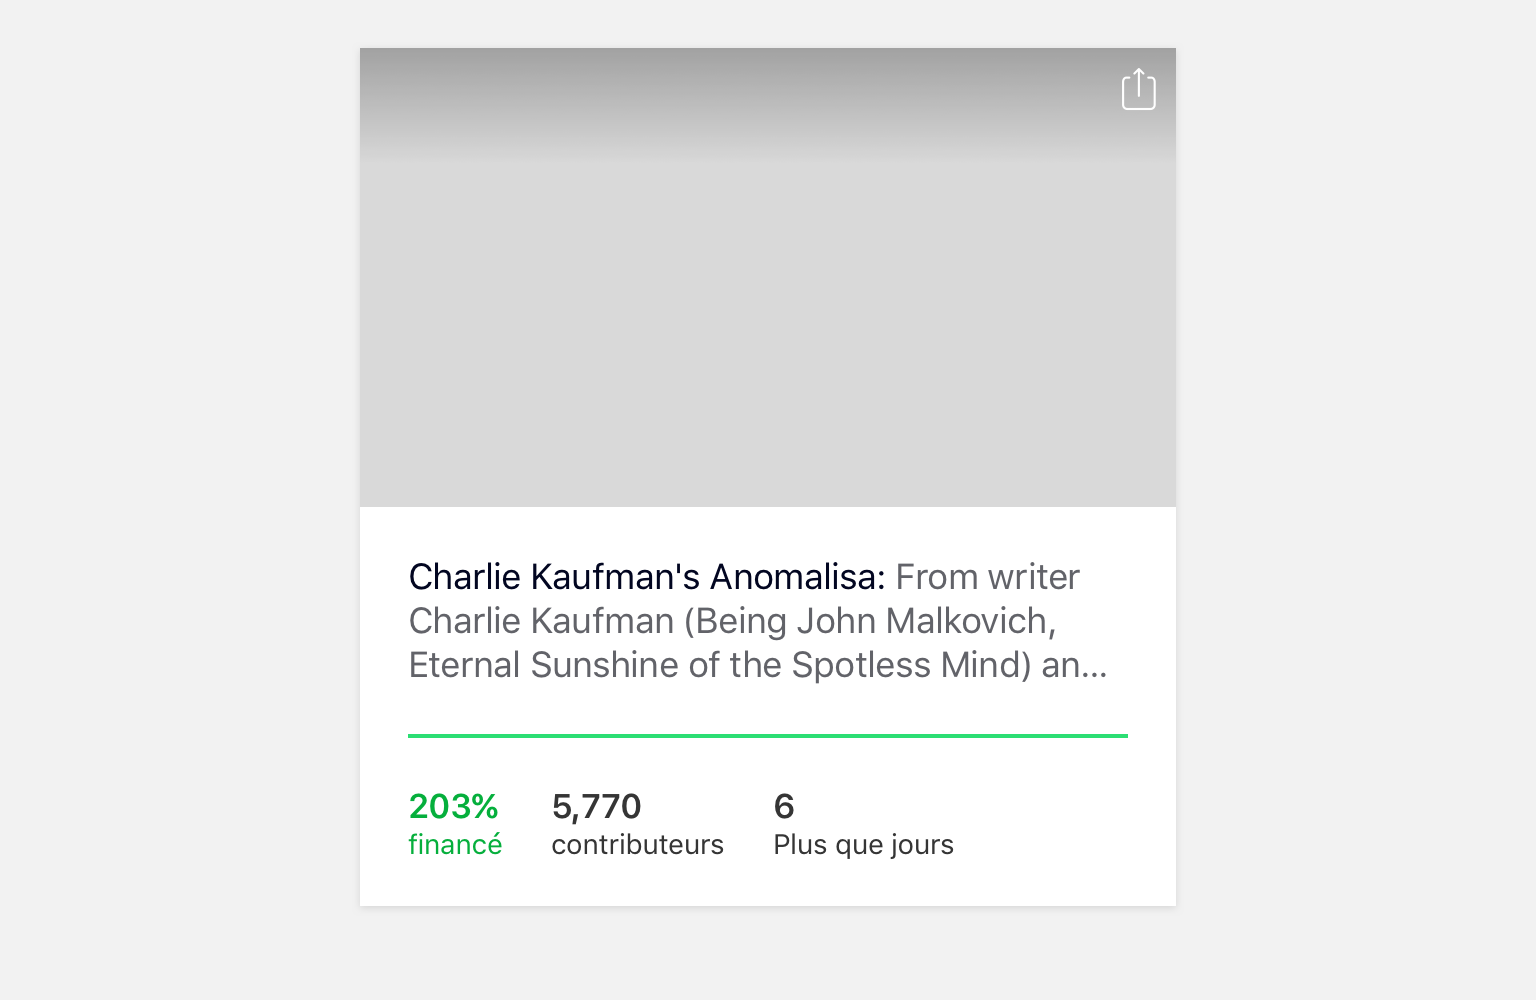 Charlie Kaufman's Anomalisa: From writer
Charlie Kaufman (Being John Malkovich,
Eternal Sunshine of the Spotless Mind) an...
203%
financé
5,770
contributeurs
6
Plus que jours